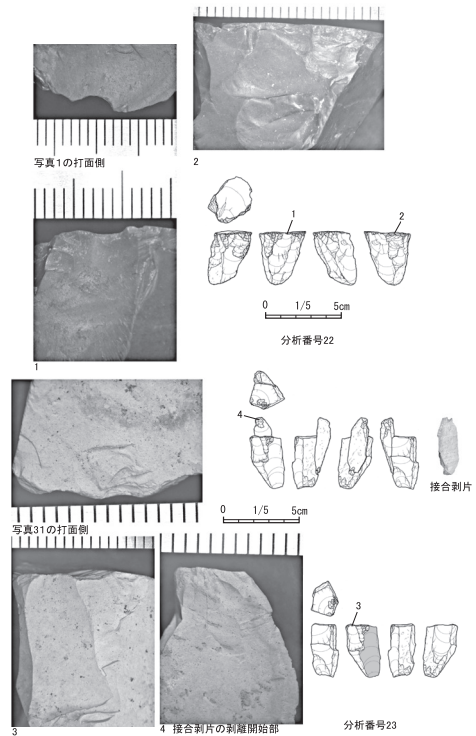 写真1の打面側
2
1
1
2
0 1/5 5cm
分析番号22
写真31の打面側
4
接合剥片
0 1/5 5cm
3
3
4 接合剥片の剥離開始部
分析番号23